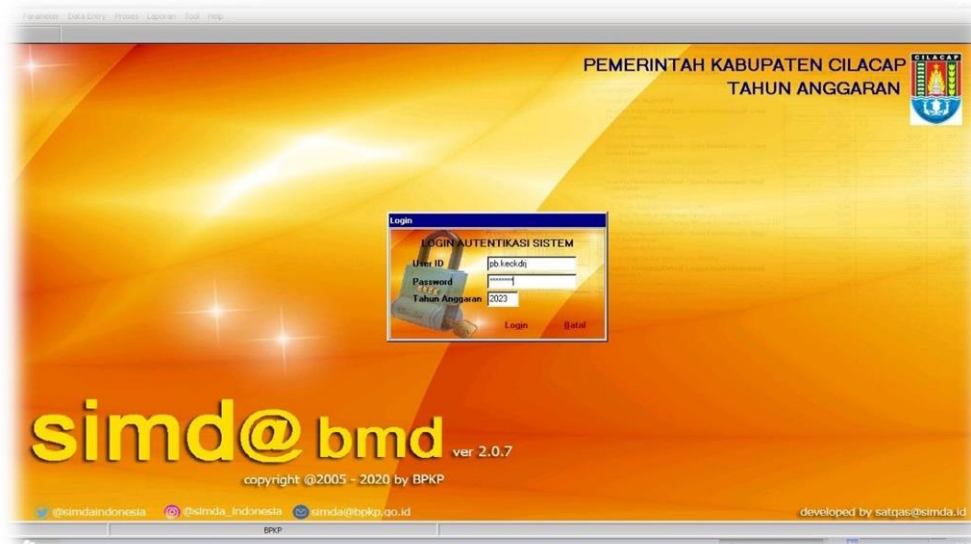 Parameter Data Entry Proses Laporan Tool Help
PEMERINTAH KABUPATEN CILACAP
TAHUN ANGGARAN
CILACAP
Login
LOGIN AUTENTIKASI SISTEM
User ID pb.keckdrj
Password ********
Tahun Anggaran 2023
Login Batal
simd@ bmd ver 2.0.7
copyright @2005 - 2020 by BPKP
@simdaindonesia @simda_indonesia simda@bpkp.go.id developed by satgas@simda.id
BPKP